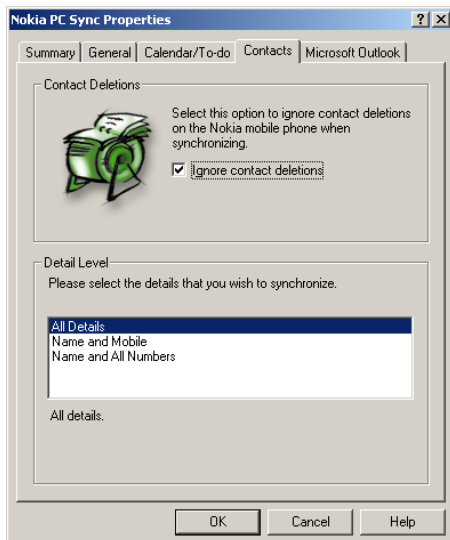 Nokia PC Sync Properties
Summary General Calendar/To-do Contacts Microsoft Outlook
Contact Deletions
Select this option to ignore contact deletions
on the Nokia mobile phone when
synchronizing.
Ignore contact deletions
Detail Level
Please select the details that you wish to synchronize.
All Details
Name and Mobile
Name and All Numbers
All details.
OK Cancel Help